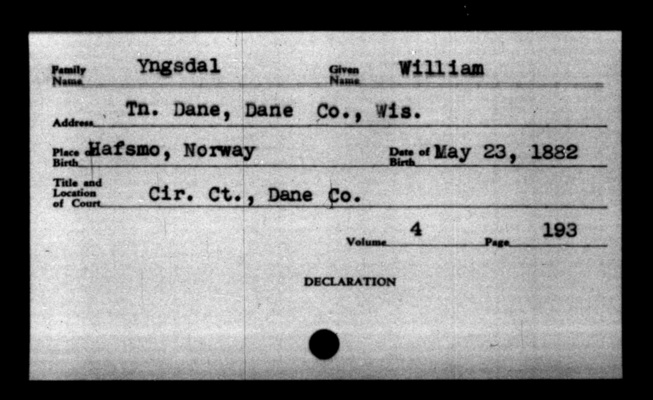 Family Name Yngsdal Given Name William
Address Tn. Dane, Dane Co., Wis.
Place of Birth Hafsmo, Norway Date of Birth May 23, 1882
Title and Location of Court Cir. Ct., Dane Co.
Volume 4 Page 193
DECLARATION